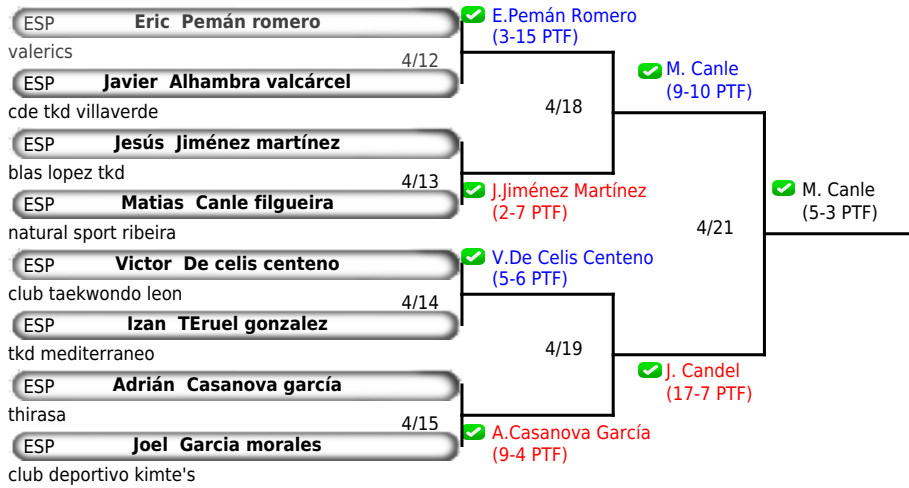 ESP Eric Pemán romero
valerics
4/12
ESP Javier Alhambra valcárcel
cde tkd villaverde
ESP Jesús Jiménez martínez
blas lopez tkd
4/13
ESP Matias Canle filgueira
natural sport ribeira
ESP Victor De celis centeno
club taekwondo leon
4/14
ESP Izan TEruel gonzalez
tkd mediterraneo
ESP Adrián Casanova garcía
thirasa
4/15
ESP Joel Garcia morales
club deportivo kimte's
E.Pemán Romero
(3-15 PTF)
4/18
J.Jiménez Martínez
(2-7 PTF)
V.De Celis Centeno
(5-6 PTF)
4/19
A.Casanova García
(9-4 PTF)
M. Canle
(9-10 PTF)
4/21
J. Candel
(17-7 PTF)
M. Canle
(5-3 PTF)